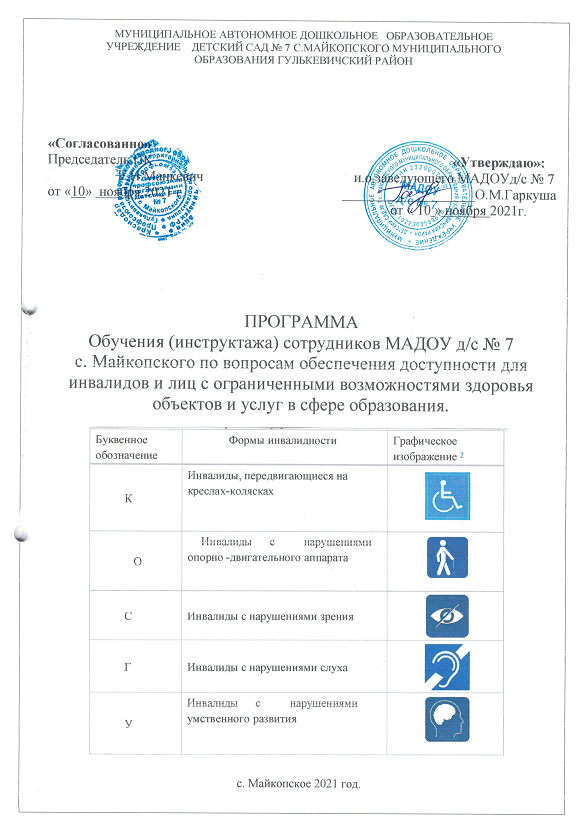 МУНИЦИПАЛЬНОЕ АВТОНОМНОЕ ДОШКОЛЬНОЕ ОБРАЗОВАТЕЛЬНОЕ
УЧРЕЖДЕНИЕ ДЕТСКИЙ САД № 7 С.МАЙКОПСКОГО МУНИЦИПАЛЬНОГО
ОБРАЗОВАНИЯ ГУЛЬКЕВИЧСКИЙ РАЙОН
«Согласованно»
Председатель
Манкевич
от «10» ноября
«Утверждаю»:
и.о. заведующего МАДОУ д/с № 7
О.М.Гаркуша
от «10» ноября 2021г.
ПРОГРАММА
Обучения (инструктажа) сотрудников МАДОУ д/с № 7
с. Майкопского по вопросам обеспечения доступности для
инвалидов и лиц с ограниченными возможностями здоровья
объектов и услуг в сфере образования.
Буквенное обозначение
Формы инвалидности
Графическое изображение 2
К
Инвалиды, передвигающиеся на
креслах-колясках
О
Инвалиды с нарушениями
опорно -двигательного аппарата
С
Инвалиды с нарушениями зрения
Г
Инвалиды с нарушениями слуха
У
Инвалиды с нарушениями
умственного развития
с. Майкопское 2021 год.